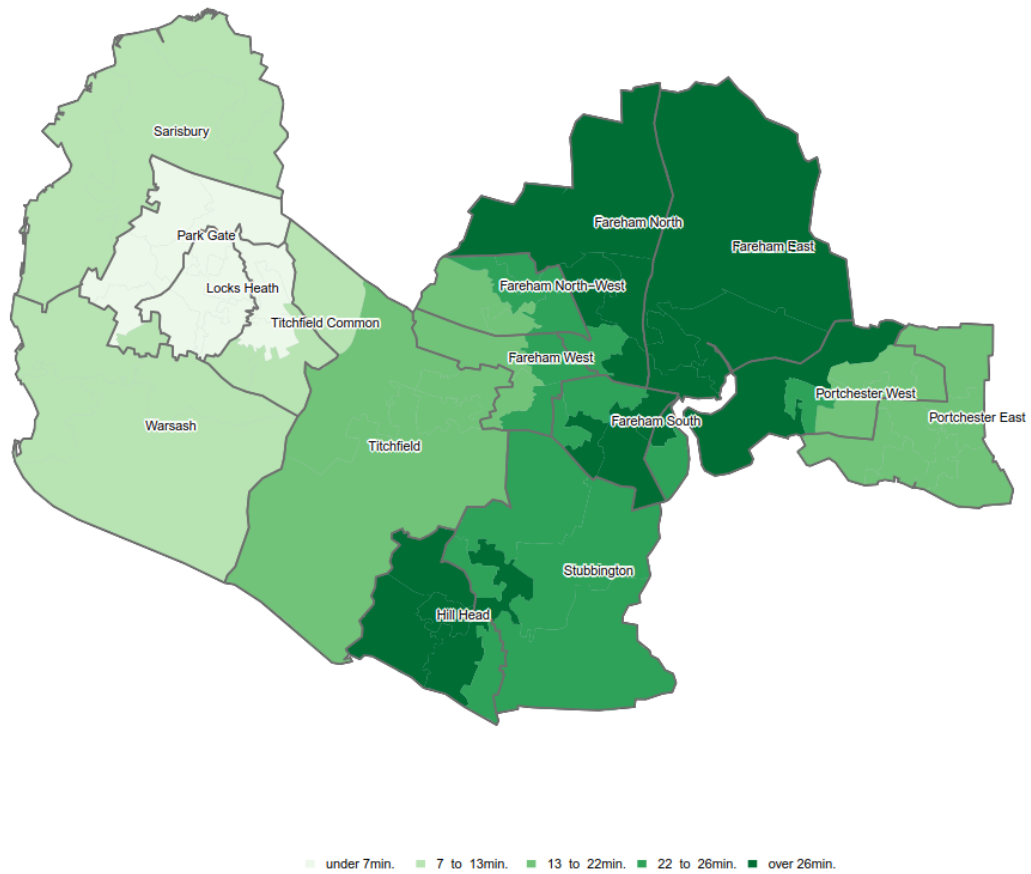 Sarisbury
Park Gate
Fareham North
Fareham East
Locks Heath
Fareham North−West
Titchfield Common
Fareham West
Portchester West
Warsash
Titchfield
Fareham South
Portchester East
Stubbington
Hill Head
under 7min. 7 to 13min. 13 to 22min. 22 to 26min. over 26min.